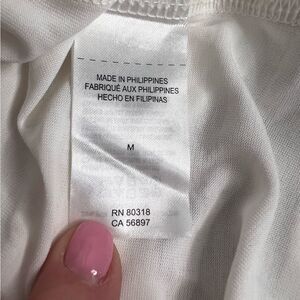 MADE IN PHILIPPINES
FABRIQUÉ AUX PHILIPPINES
HECHO EN FILIPINAS
M
RN 80318
CA 56897